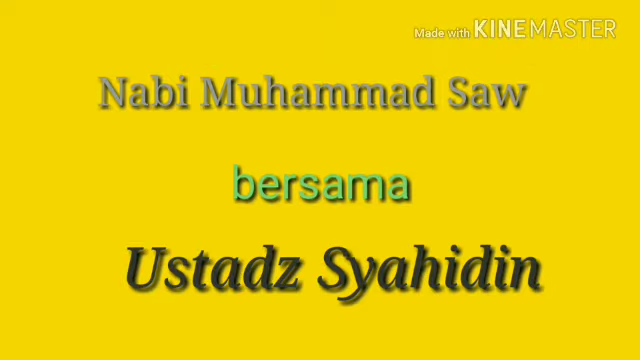 Made with KINEMASTER
Nabi Muhammad Saw
bersama
Ustadz Syahidin